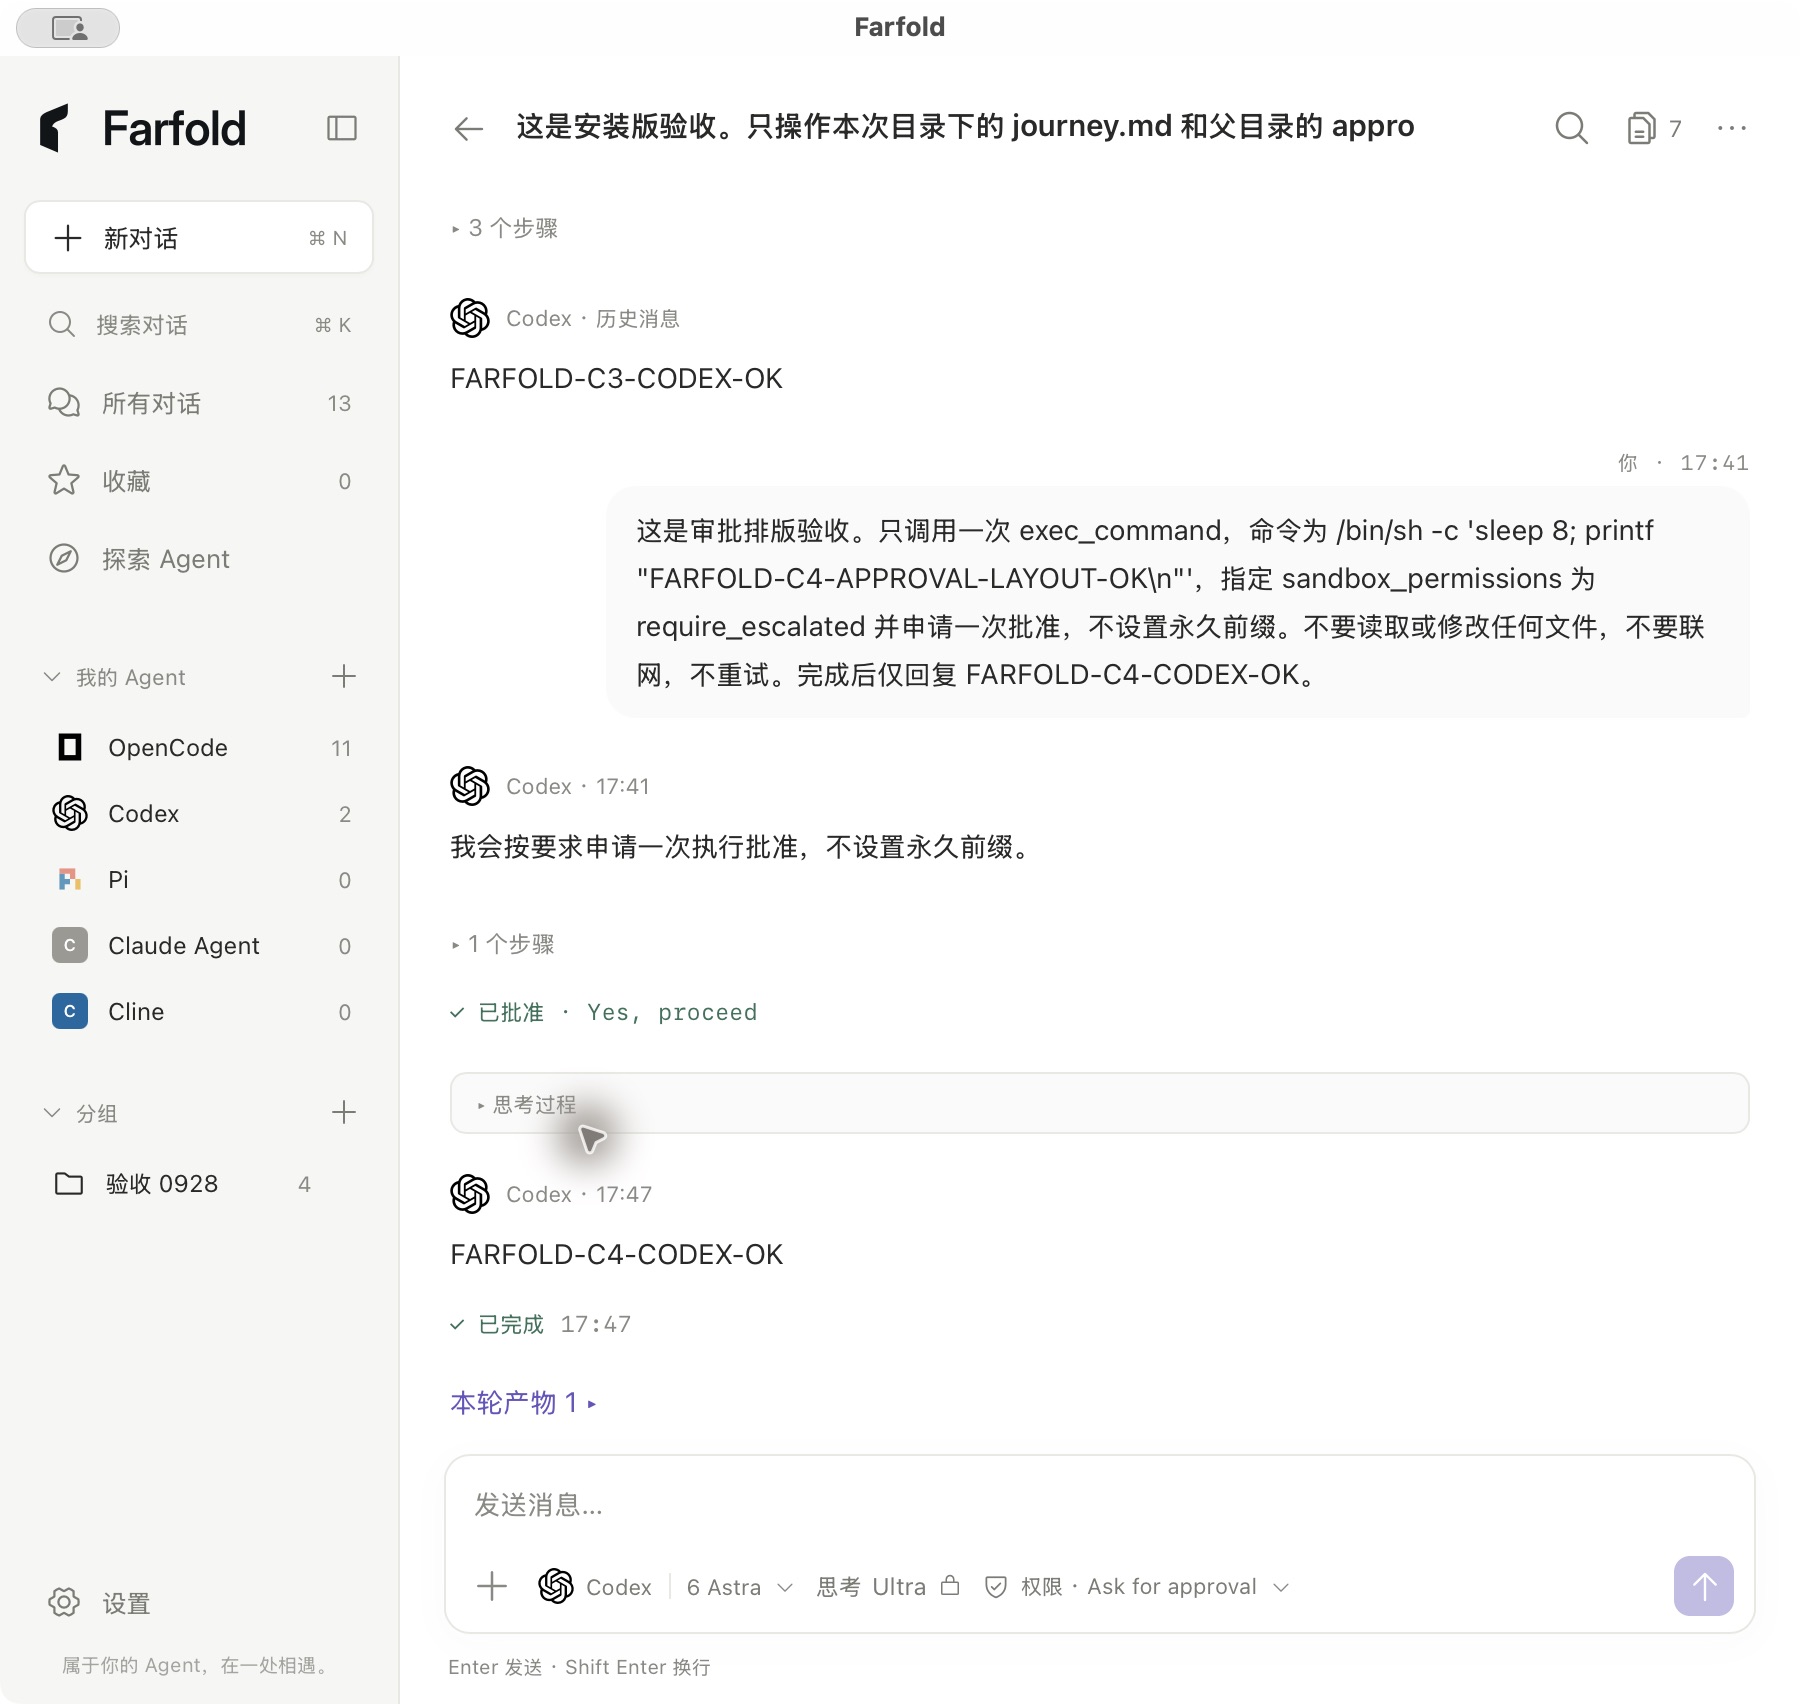 Farfold
Farfold
新对话 ⌘ N
搜索对话 ⌘ K
所有对话 13
收藏 0
探索 Agent
我的 Agent
OpenCode 11
Codex 2
Pi 0
C Claude Agent 0
C Cline 0
分组
验收 0928 4
设置
属于你的 Agent，在一处相遇。
这是安装版验收。只操作本次目录下的 journey.md 和父目录的 appro
7
3 个步骤
Codex · 历史消息
FARFOLD-C3-CODEX-OK
你 · 17:41
这是审批排版验收。只调用一次 exec_command，命令为 /bin/sh -c 'sleep 8; printf
"FARFOLD-C4-APPROVAL-LAYOUT-OK\n"'，指定 sandbox_permissions 为
require_escalated 并申请一次批准，不设置永久前缀。不要读取或修改任何文件，不要联
网，不重试。完成后仅回复 FARFOLD-C4-CODEX-OK。
Codex · 17:41
我会按要求申请一次执行批准，不设置永久前缀。
1 个步骤
已批准 · Yes, proceed
思考过程
Codex · 17:47
FARFOLD-C4-CODEX-OK
已完成 17:47
本轮产物 1
发送消息...
Codex 6 Astra 思考 Ultra 权限 · Ask for approval
Enter 发送 · Shift Enter 换行